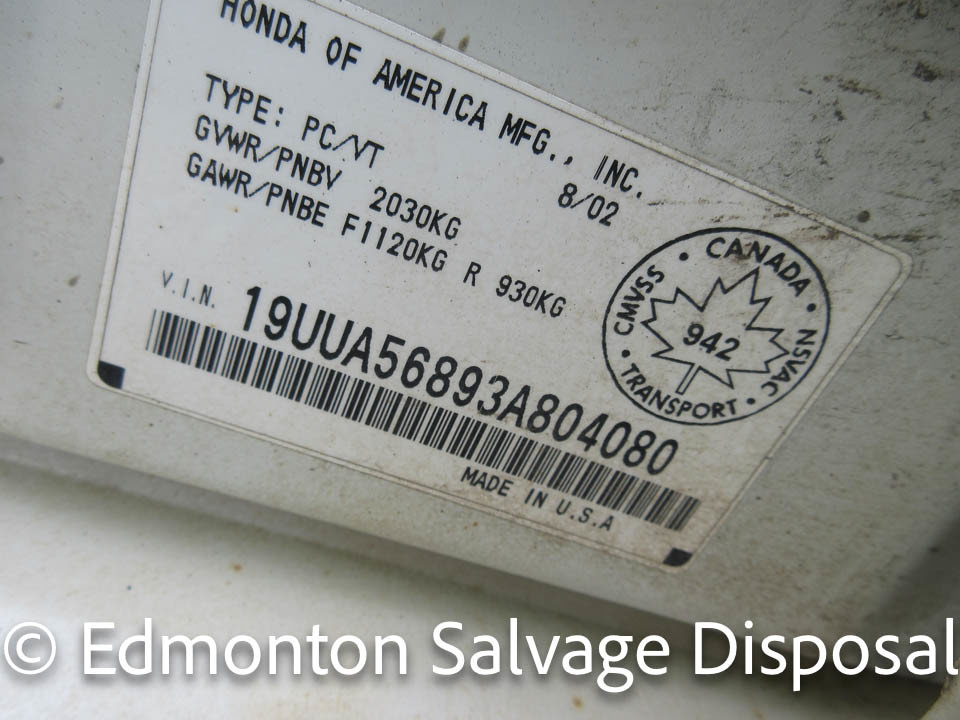 HONDA OF AMERICA MFG., INC.
8/02
TYPE: PC/VT
GVWR/PNBV 2030KG
GAWR/PNBE F1120KG R 930KG
V.I.N. 19UUA56893A804080
MADE IN U.S.A
CANADA
CMVSS
NSVAC
942
TRANSPORT
© Edmonton Salvage Disposal